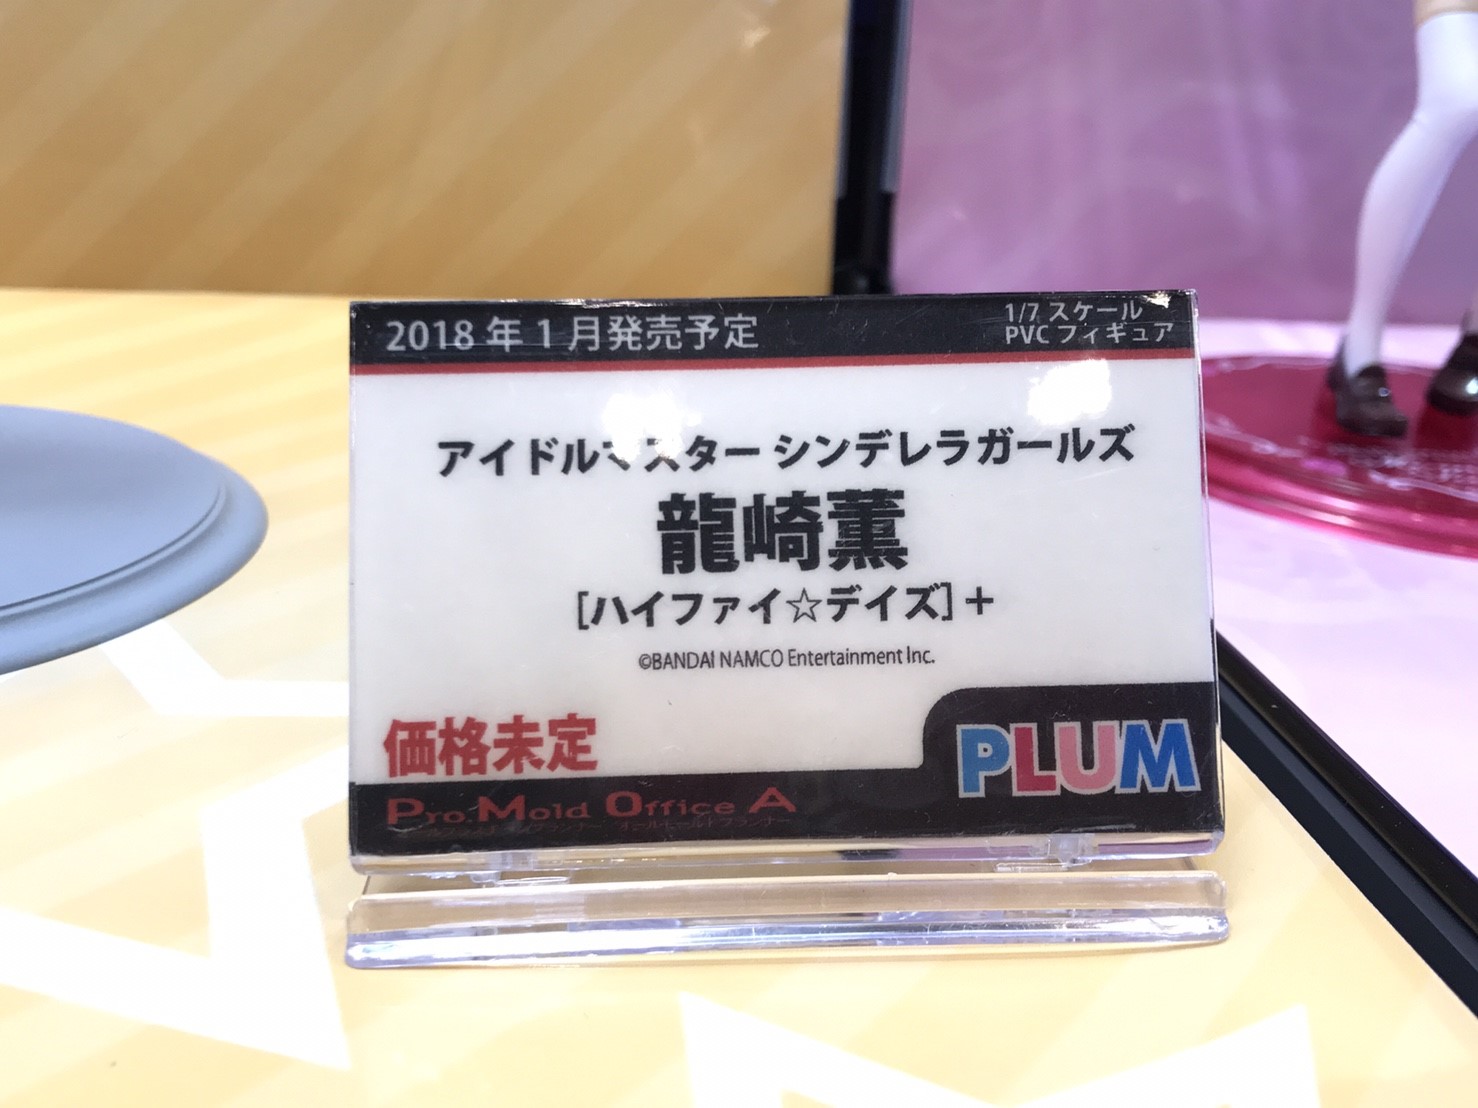 2018年1月発売予定
1/7スケール
PVCフィギュア
アイドルマスター シンデレラガールズ
龍崎薫
[ハイファイ☆デイズ]+
©BANDAI NAMCO Entertainment Inc.
価格未定
PLUM
Pro.Mold Office A